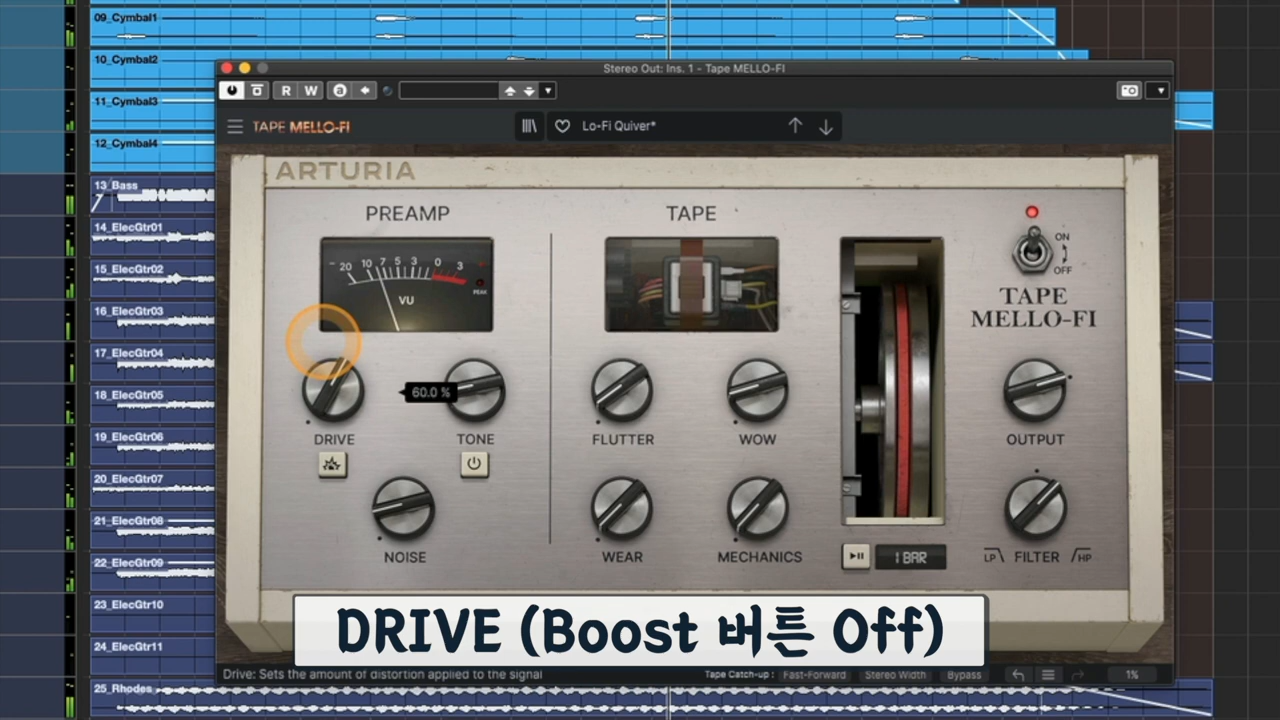 09_Cymbal1
10_Cymbal2
Stereo Out: Ins. 1 - Tape MELLO-FI
R W a
11_Cymbal3
TAPE MELLO-FI
Lo-Fi Quiver*
12_Cymbal4
ARTURIA
13_Bass
PREAMP
TAPE
14_ElecGtr01
ON
OFF
- 20 10 7 5 3 0 3 +
VU
PEAK
15_ElecGtr02
TAPE
MELLO-FI
16_ElecGtr03
17_ElecGtr04
18_ElecGtr05
60.0 %
19_ElecGtr06
DRIVE
TONE
FLUTTER
WOW
OUTPUT
20_ElecGtr07
21_ElecGtr08
22_ElecGtr09
NOISE
WEAR
MECHANICS
1 BAR
LP FILTER HP
23_ElecGtr10
DRIVE (Boost 버튼 Off)
24_ElecGtr11
Drive: Sets the amount of distortion applied to the signal
Tape Catch-up : Fast-Forward Stereo Width Bypass 1%
25_Rhodes